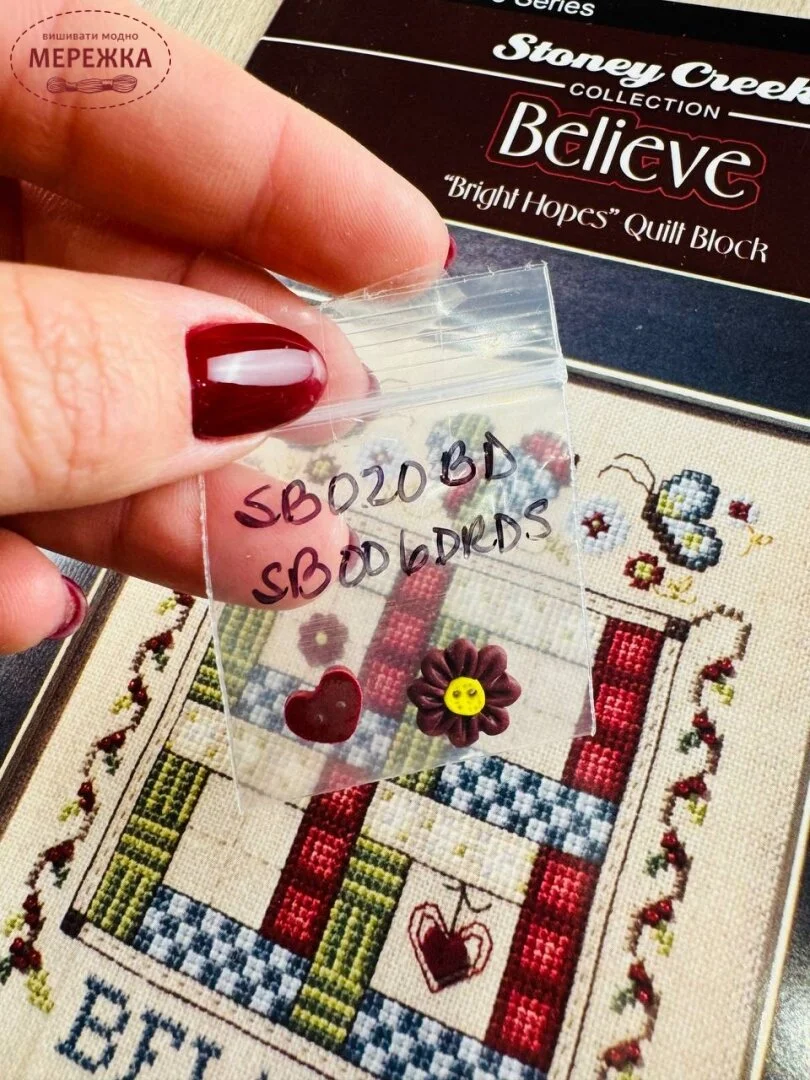 вишивати модно
МЕРЕЖКА
Series
Stoney Creek
COLLECTION
Believe
"Bright Hopes" Quilt Block
SB020BD
SB006DRDS